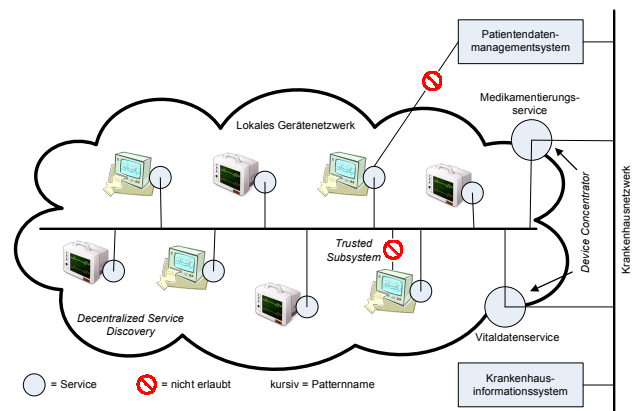 Patientendaten-
managementsystem
Medikamentierungs-
service
Lokales Gerätenetzwerk
Device Concentrator
Krankenhausnetzwerk
Trusted
Subsystem
Decentralized Service
Discovery
Vitaldatenservice
= Service
= nicht erlaubt
kursiv = Patternname
Krankenhaus-
informationssystem